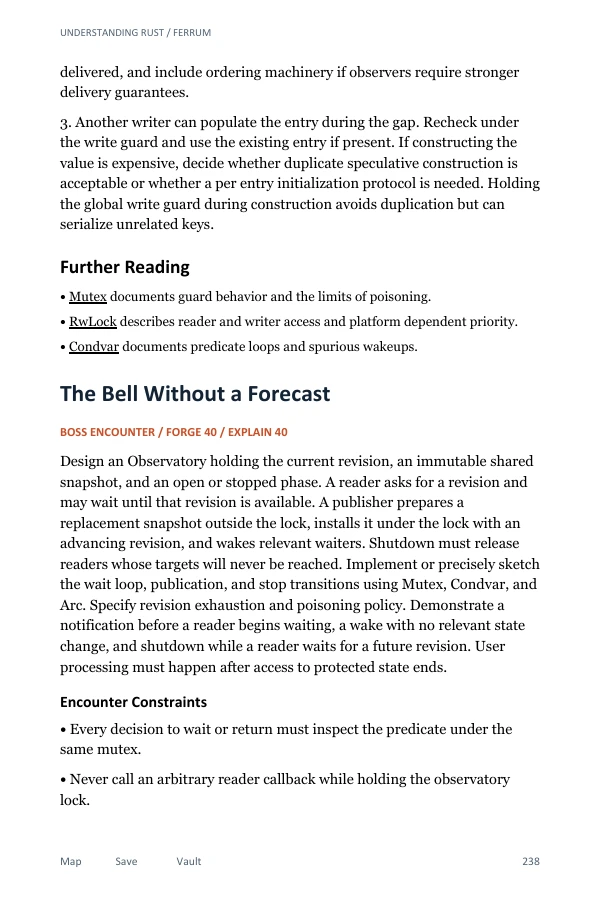 UNDERSTANDING RUST / FERRUM
delivered, and include ordering machinery if observers require stronger
delivery guarantees.
3. Another writer can populate the entry during the gap. Recheck under
the write guard and use the existing entry if present. If constructing the
value is expensive, decide whether duplicate speculative construction is
acceptable or whether a per entry initialization protocol is needed. Holding
the global write guard during construction avoids duplication but can
serialize unrelated keys.
Further Reading
• Mutex documents guard behavior and the limits of poisoning.
• RwLock describes reader and writer access and platform dependent priority.
• Condvar documents predicate loops and spurious wakeups.
The Bell Without a Forecast
BOSS ENCOUNTER / FORGE 40 / EXPLAIN 40
Design an Observatory holding the current revision, an immutable shared
snapshot, and an open or stopped phase. A reader asks for a revision and
may wait until that revision is available. A publisher prepares a
replacement snapshot outside the lock, installs it under the lock with an
advancing revision, and wakes relevant waiters. Shutdown must release
readers whose targets will never be reached. Implement or precisely sketch
the wait loop, publication, and stop transitions using Mutex, Condvar, and
Arc. Specify revision exhaustion and poisoning policy. Demonstrate a
notification before a reader begins waiting, a wake with no relevant state
change, and shutdown while a reader waits for a future revision. User
processing must happen after access to protected state ends.
Encounter Constraints
• Every decision to wait or return must inspect the predicate under the
same mutex.
• Never call an arbitrary reader callback while holding the observatory
lock.
Map Save Vault 238